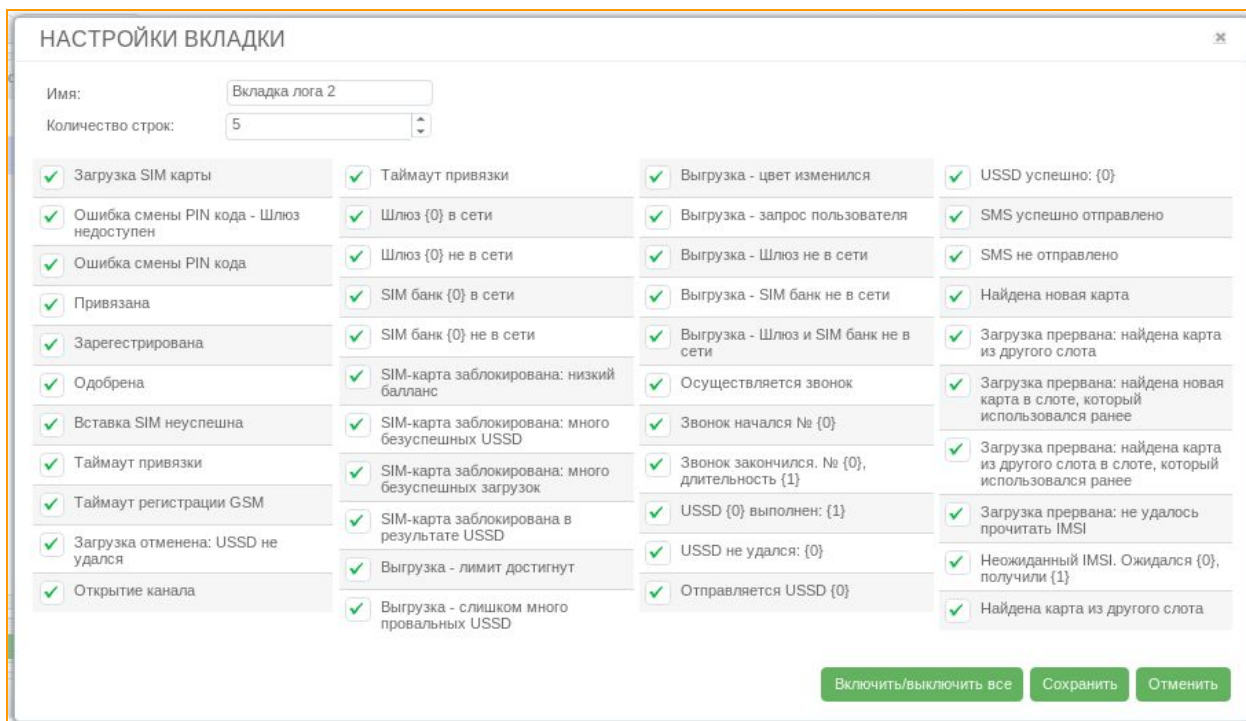 НАСТРОЙКИ ВКЛАДКИ
Имя:
Вкладка лога 2
Количество строк:
5
Загрузка SIM карты
Ошибка смены PIN кода - Шлюз
недоступен
Ошибка смены PIN кода
Привязана
Зарегестрирована
Одобрена
Вставка SIM неуспешна
Таймаут привязки
Таймаут регистрации GSM
Загрузка отменена: USSD не
удался
Открытие канала
Таймаут привязки
Шлюз {0} в сети
Шлюз {0} не в сети
SIM банк {0} в сети
SIM банк {0} не в сети
SIM-карта заблокирована: низкий
балланс
SIM-карта заблокирована: много
безуспешных USSD
SIM-карта заблокирована: много
безуспешных загрузок
SIM-карта заблокирована в
результате USSD
Выгрузка - лимит достигнут
Выгрузка - слишком много
провальных USSD
Выгрузка - цвет изменился
Выгрузка - запрос пользователя
Выгрузка - Шлюз не в сети
Выгрузка - SIM банк не в сети
Выгрузка - Шлюз и SIM банк не в
сети
Осуществляется звонок
Звонок начался № {0}
Звонок закончился. № {0},
длительность {1}
USSD {0} выполнен: {1}
USSD не удался: {0}
Отправляется USSD {0}
USSD успешно: {0}
SMS успешно отправлено
SMS не отправлено
Найдена новая карта
Загрузка прервана: найдена карта
из другого слота
Загрузка прервана: найдена новая
карта в слоте, который
использовался ранее
Загрузка прервана: найдена карта
из другого слота в слоте, который
использовался ранее
Загрузка прервана: не удалось
прочитать IMSI
Неожиданный IMSI. Ожидался {0},
получили {1}
Найдена карта из другого слота
Включить/выключить все
Сохранить
Отменить